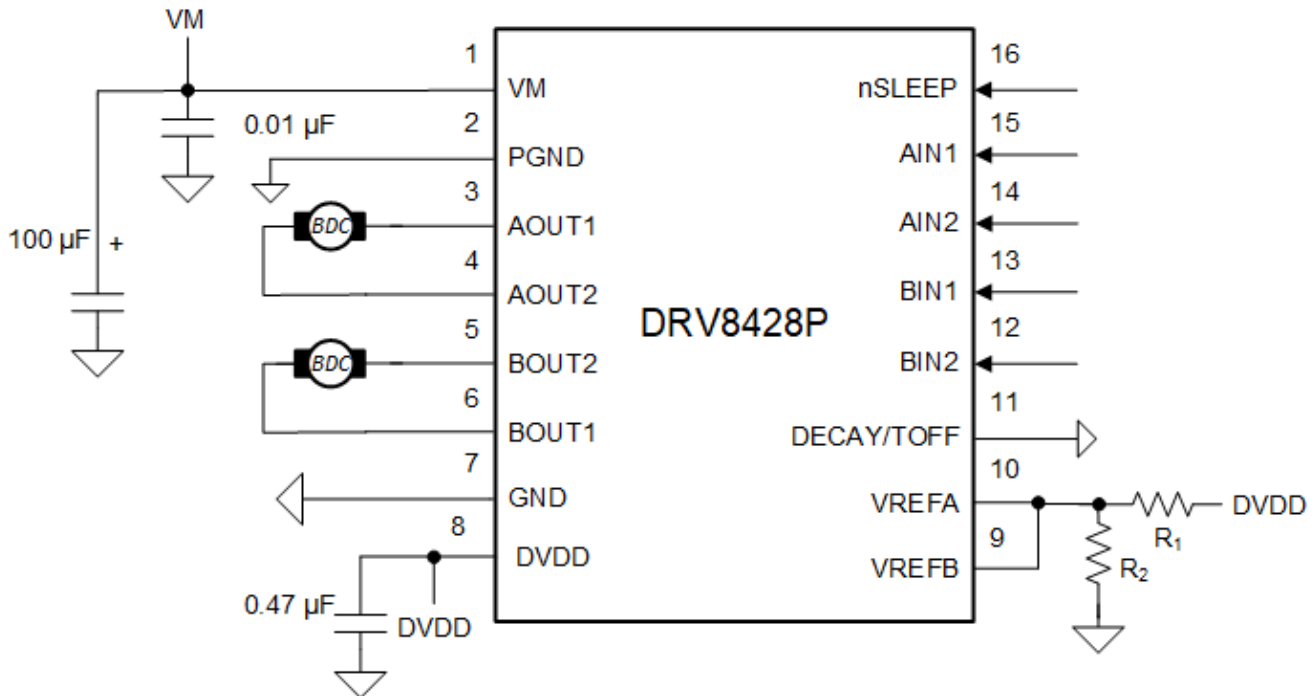 VM
1
VM
0.01 µF
2
PGND
3
BDC
AOUT1
100 µF +
4
AOUT2
5
BDC
BOUT2
6
BOUT1
7
GND
8
DVDD
0.47 µF
DVDD
DRV8428P
16
nSLEEP
15
AIN1
14
AIN2
13
BIN1
12
BIN2
11
DECAY/TOFF
10
VREFA
DVDD
R1
9
VREFB
R2